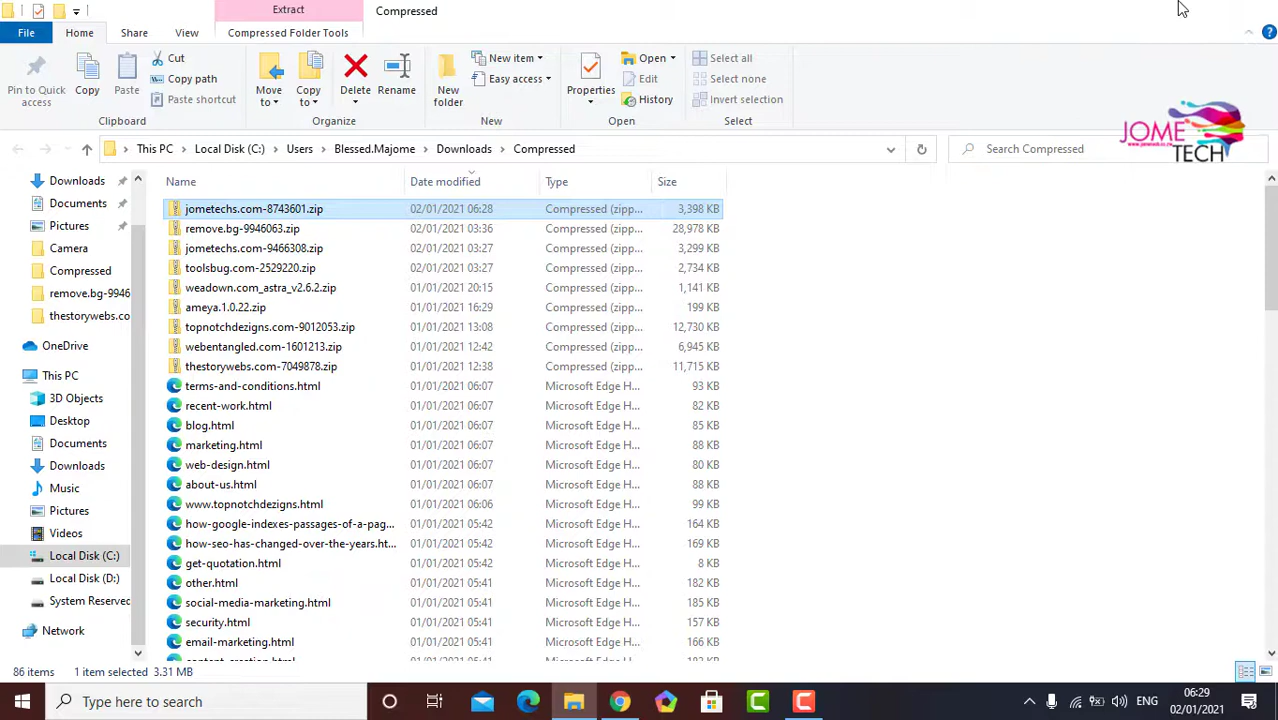 Extract
Compressed
File
Home
Share
View
Compressed Folder Tools
Pin to Quick access
Copy
Paste
Cut
Copy path
Paste shortcut
Move to
Copy to
Delete
Rename
New folder
New item
Easy access
Properties
Open
Edit
History
Select all
Select none
Invert selection
Clipboard
Organize
New
Open
Select
JOME
TECH
This PC > Local Disk (C:) > Users > Blessed.Majome > Downloads > Compressed
Search Compressed
Downloads
Documents
Pictures
Camera
Compressed
remove.bg-9946
thestorywebs.co
OneDrive
This PC
3D Objects
Desktop
Documents
Downloads
Music
Pictures
Videos
Local Disk (C:)
Local Disk (D:)
System Reserved
Network
Name Date modified Type Size
jometechs.com-8743601.zip 02/01/2021 06:28 Compressed (zipp... 3,398 KB
remove.bg-9946063.zip 02/01/2021 03:36 Compressed (zipp... 28,978 KB
jometechs.com-9466308.zip 02/01/2021 03:27 Compressed (zipp... 3,299 KB
toolsbug.com-2529220.zip 02/01/2021 03:27 Compressed (zipp... 2,734 KB
weadown.com_astra_v2.6.2.zip 01/01/2021 20:15 Compressed (zipp... 1,141 KB
ameya.1.0.22.zip 01/01/2021 16:29 Compressed (zipp... 199 KB
topnotchdezigns.com-9012053.zip 01/01/2021 13:08 Compressed (zipp... 12,730 KB
webentangled.com-1601213.zip 01/01/2021 12:42 Compressed (zipp... 6,945 KB
thestorywebs.com-7049878.zip 01/01/2021 12:38 Compressed (zipp... 11,715 KB
terms-and-conditions.html 01/01/2021 06:07 Microsoft Edge H... 93 KB
recent-work.html 01/01/2021 06:07 Microsoft Edge H... 82 KB
blog.html 01/01/2021 06:07 Microsoft Edge H... 85 KB
marketing.html 01/01/2021 06:07 Microsoft Edge H... 88 KB
web-design.html 01/01/2021 06:07 Microsoft Edge H... 80 KB
about-us.html 01/01/2021 06:07 Microsoft Edge H... 88 KB
www.topnotchdezigns.html 01/01/2021 06:06 Microsoft Edge H... 99 KB
how-google-indexes-passages-of-a-pag... 01/01/2021 05:42 Microsoft Edge H... 164 KB
how-seo-has-changed-over-the-years.ht... 01/01/2021 05:42 Microsoft Edge H... 169 KB
get-quotation.html 01/01/2021 05:42 Microsoft Edge H... 8 KB
other.html 01/01/2021 05:41 Microsoft Edge H... 182 KB
social-media-marketing.html 01/01/2021 05:41 Microsoft Edge H... 185 KB
security.html 01/01/2021 05:41 Microsoft Edge H... 157 KB
email-marketing.html 01/01/2021 05:41 Microsoft Edge H... 166 KB
86 items 1 item selected 3.31 MB
Type here to search
ENG
06:29
02/01/2021